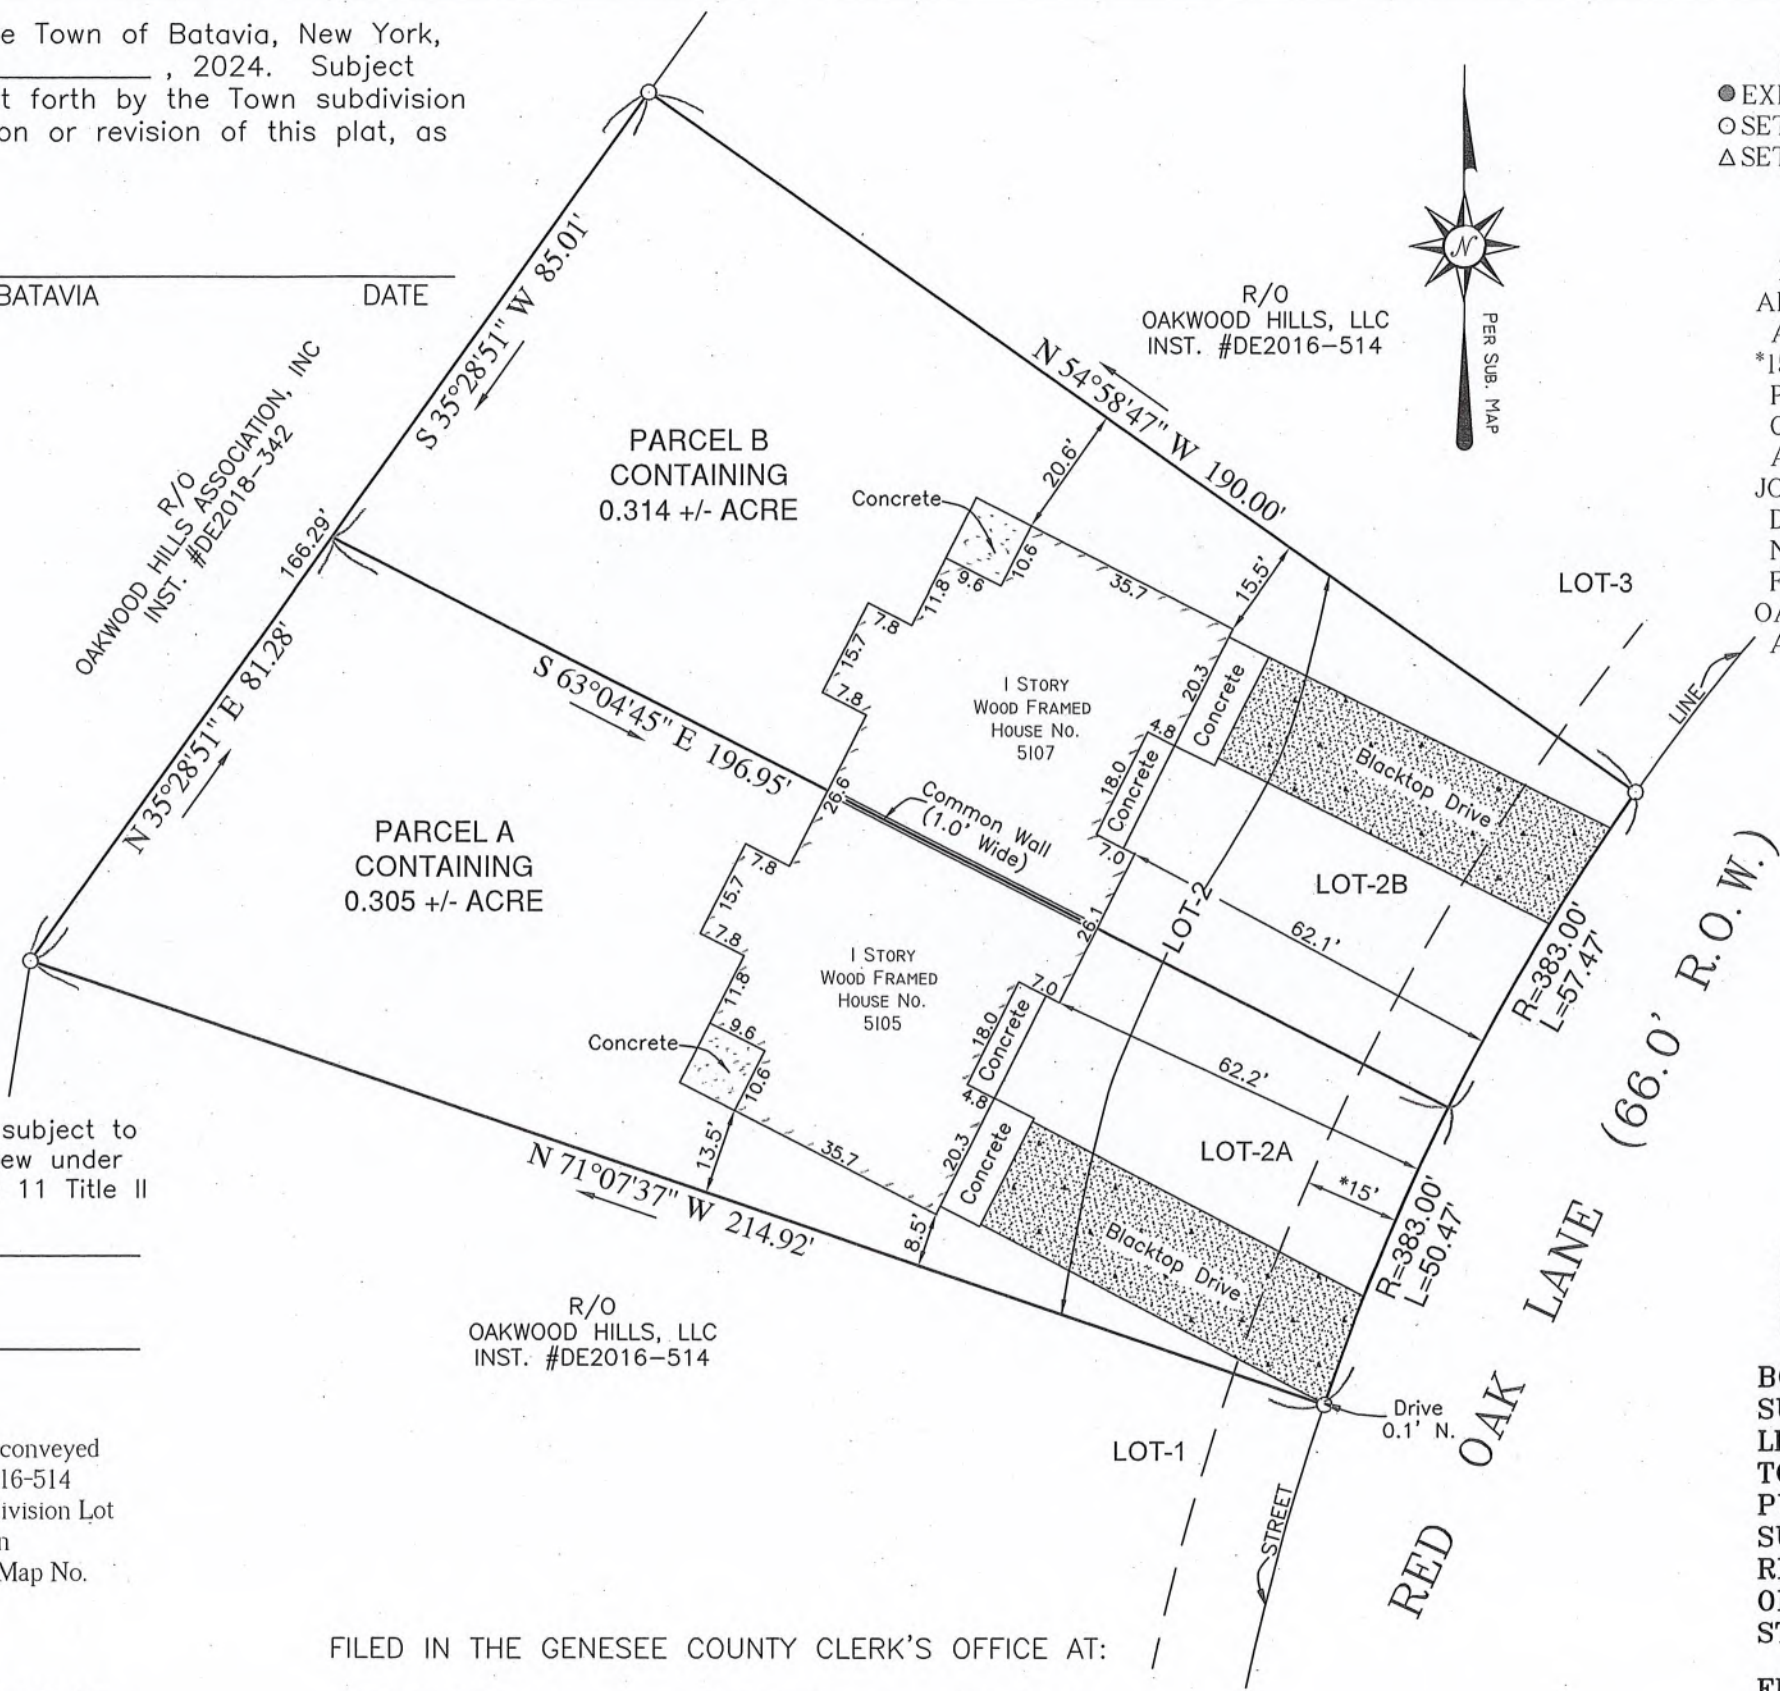 e Town of Batavia, New York,
, 2024. Subject
t forth by the Town subdivision
on or revision of this plat, as
BATAVIA DATE
R/O
OAKWOOD HILLS ASSOCIATION, INC
INST. #DE2018-342
S 35°28'51" W 85.01'
166.29'
N 35°28'51" E 81.28'
PARCEL B
CONTAINING
0.314 +/- ACRE
R/O
OAKWOOD HILLS, LLC
INST. #DE2016-514
N
PER SUB. MAP
N 54°58'47" W 190.00'
20.6'
Concrete
10.6
9.6
11.8
35.7
15.5'
7.8
15.7
7.8
LOT-3
LINE
1 STORY
WOOD FRAMED
HOUSE NO.
5107
20.3
Concrete
4.8
18.0
Concrete
7.0
Blacktop Drive
S 63°04'45" E 196.95'
26.6
Common Wall
(1.0' Wide)
LOT-2
LOT-2B
62.1'
26.1
R=383.00'
L=57.47'
PARCEL A
CONTAINING
0.305 +/- ACRE
7.8
15.7
7.8
11.8
9.6
10.6
Concrete
13.5'
35.7
1 STORY
WOOD FRAMED
HOUSE NO.
5105
7.0
18.0
Concrete
4.8
20.3
Concrete
8.5'
62.2'
LOT-2A
*15'
R=383.00'
L=50.47'
Blacktop Drive
N 71°07'37" W 214.92'
R/O
OAKWOOD HILLS, LLC
INST. #DE2016-514
LOT-1
Drive
0.1' N.
STREET
RED OAK LANE (66.0' R.O.W.)
subject to
ew under
11 Title II
conveyed
16-514
ivision Lot
n
Map No.
FILED IN THE GENESEE COUNTY CLERK'S OFFICE AT:
EXI
SET
SET
A
*15
P
A
JO
D
N
F
OA
A
BO
SU
TO
SU
ST